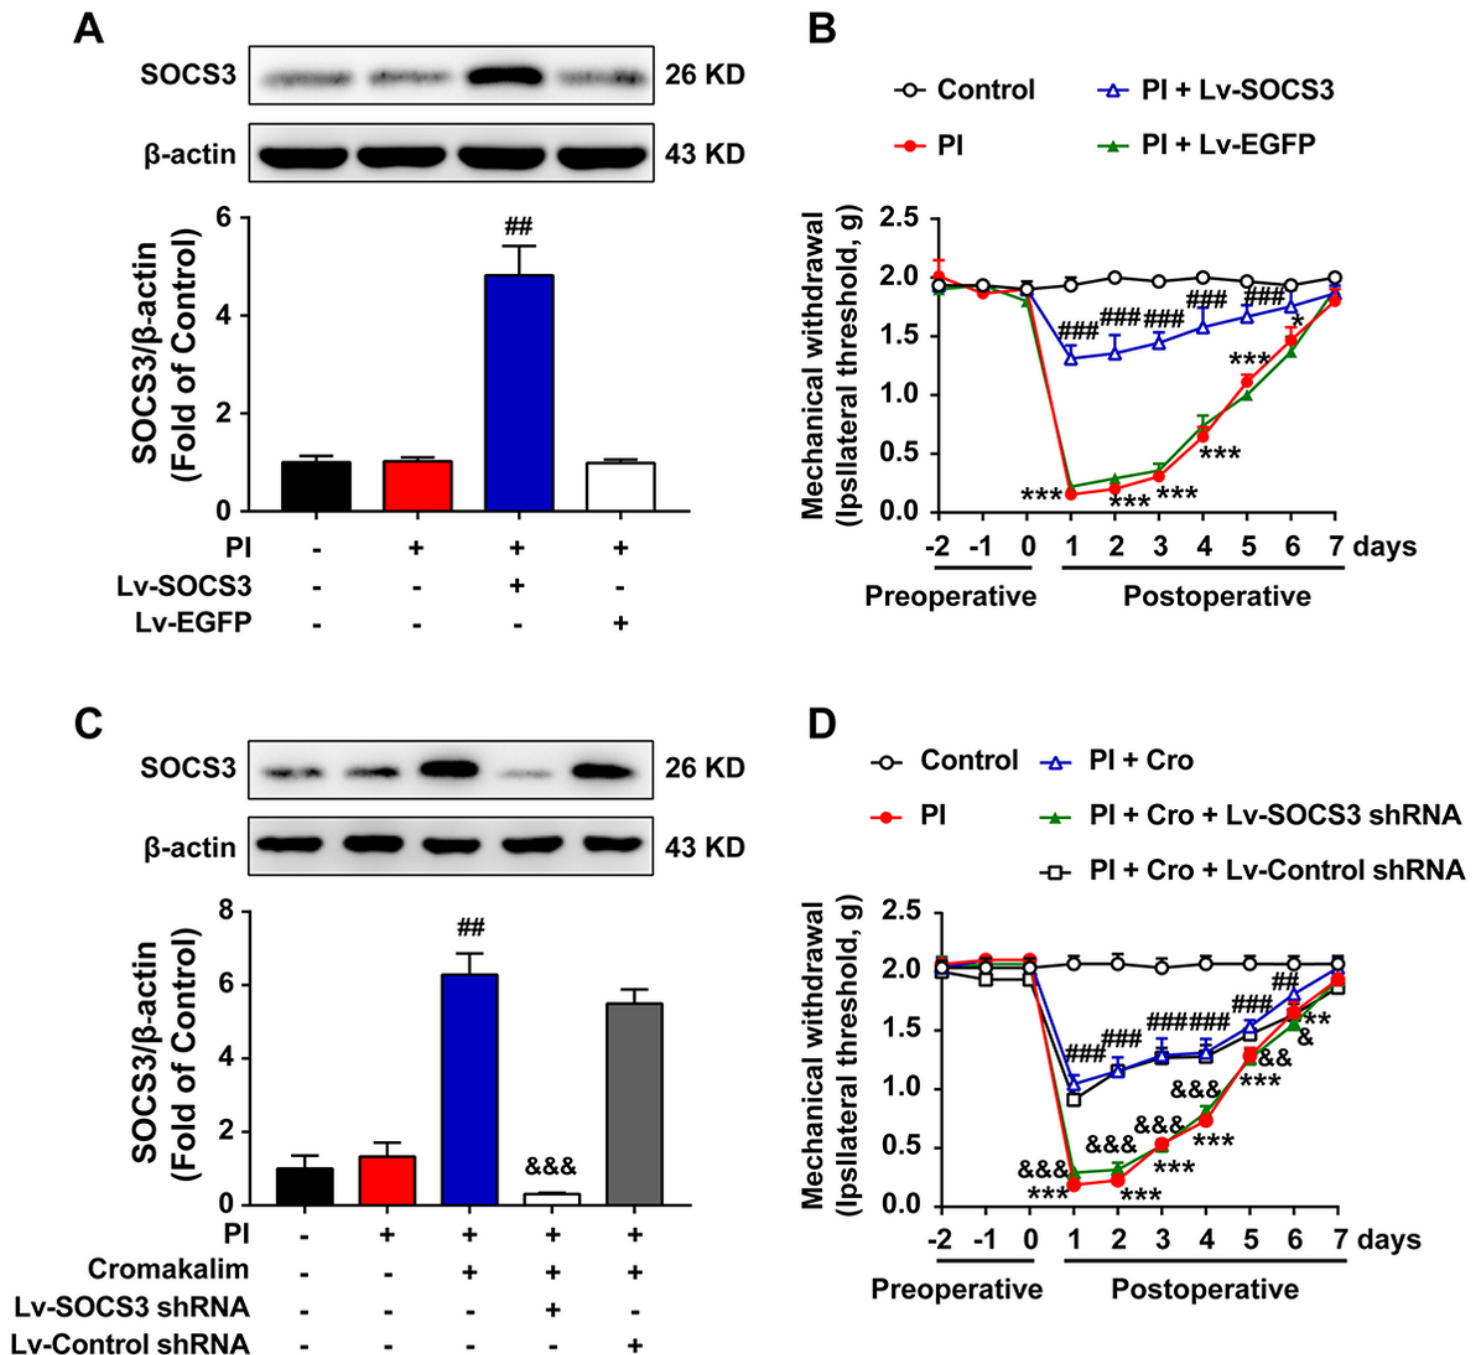 A
SOCS3 26 KD
β-actin 43 KD
SOCS3/β-actin
(Fold of Control)
6
4
2
0
##
PI - + + +
Lv-SOCS3 - - + -
Lv-EGFP - - - +
B
Control PI + Lv-SOCS3
PI PI + Lv-EGFP
Mechanical withdrawal
(Ipsllateral threshold, g)
2.5
2.0
1.5
1.0
0.5
0.0
### ### ### ### ###
*** *** *** *** *** *
-2 -1 0 1 2 3 4 5 6 7 days
Preoperative Postoperative
C
SOCS3 26 KD
β-actin 43 KD
SOCS3/β-actin
(Fold of Control)
8
6
4
2
0
## &&&
PI - + + + +
Cromakalim - - + + +
Lv-SOCS3 shRNA - - - + -
Lv-Control shRNA - - - - +
D
Control PI + Cro
PI PI + Cro + Lv-SOCS3 shRNA
PI + Cro + Lv-Control shRNA
Mechanical withdrawal
(Ipsllateral threshold, g)
2.5
2.0
1.5
1.0
0.5
0.0
### ### ### ### ### ##
&&& &&& &&& &&& && &
*** *** *** *** *** **
-2 -1 0 1 2 3 4 5 6 7 days
Preoperative Postoperative